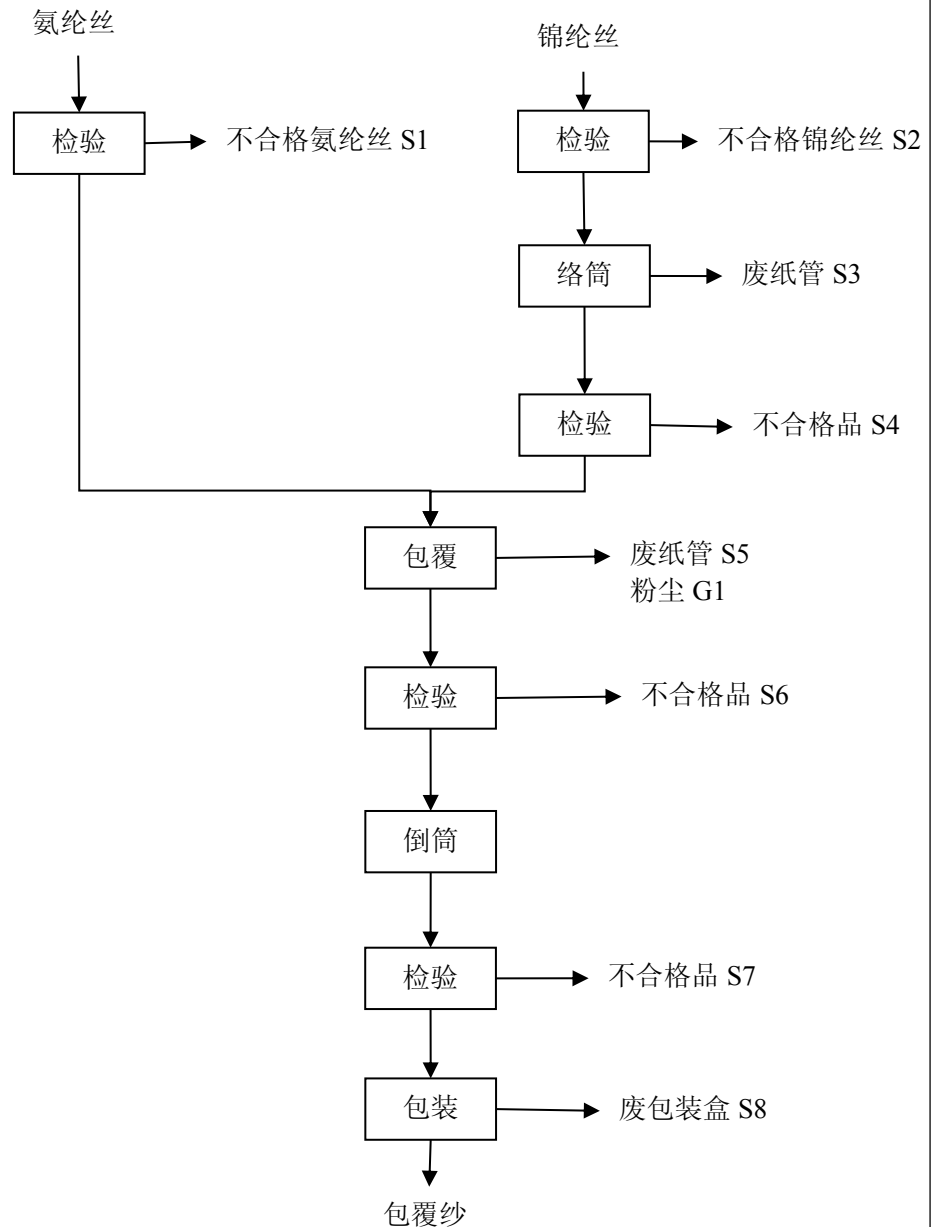 氨纶丝
锦纶丝
检验
不合格氨纶丝 S1
检验
不合格锦纶丝 S2
络筒
废纸管 S3
检验
不合格品 S4
包覆
废纸管 S5
粉尘 G1
检验
不合格品 S6
倒筒
检验
不合格品 S7
包装
废包装盒 S8
包覆纱